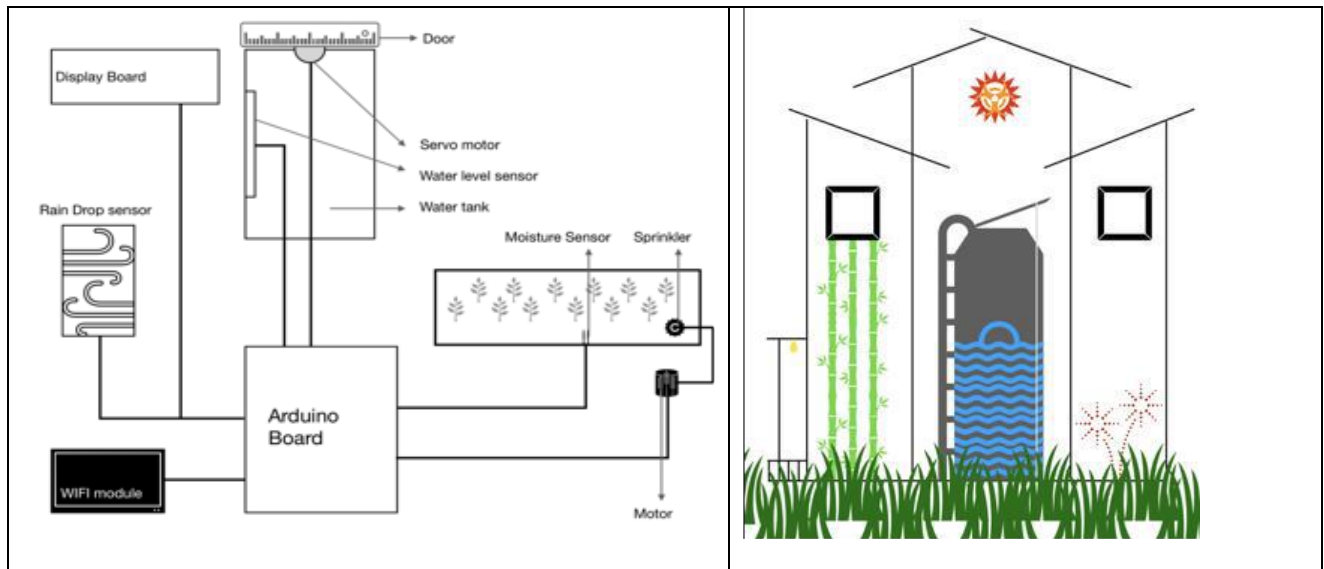 Door
Display Board
Servo motor
Water level sensor
Water tank
Rain Drop sensor
Moisture Sensor
Sprinkler
Arduino
Board
WIFI module
Motor